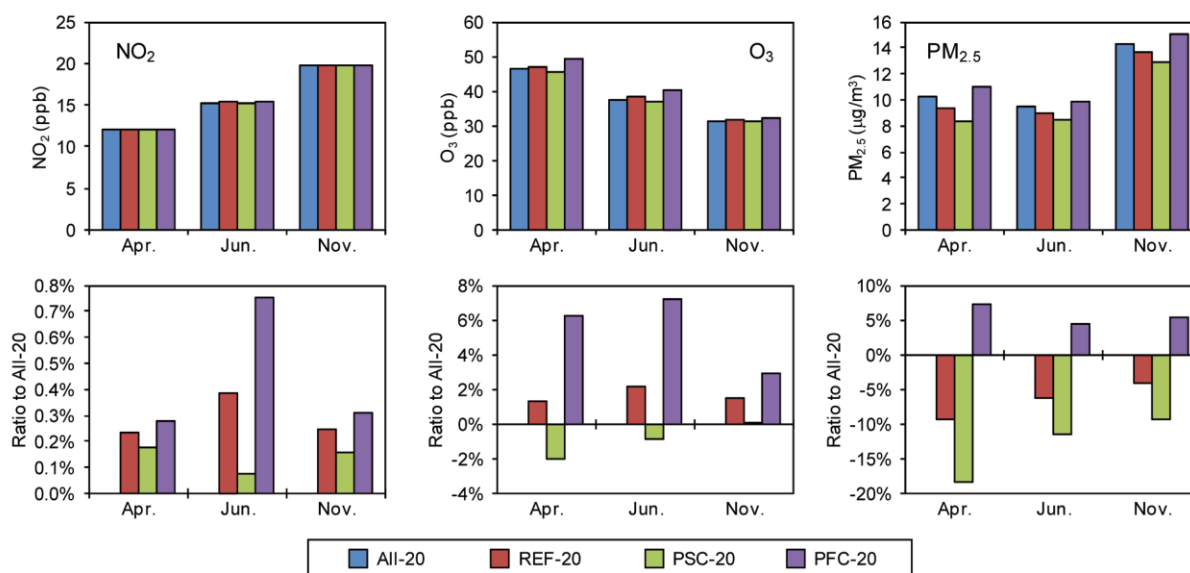 NO₂
NO₂ (ppb)
25
20
15
10
5
0
Apr. Jun. Nov.
O₃
O₃ (ppb)
60
50
40
30
20
10
0
Apr. Jun. Nov.
PM₂.₅
PM₂.₅ (µg/m³)
16
14
12
10
8
6
4
2
0
Apr. Jun. Nov.
Ratio to All-20
0.8%
0.7%
0.6%
0.5%
0.4%
0.3%
0.2%
0.1%
0.0%
Apr. Jun. Nov.
Ratio to All-20
8%
6%
4%
2%
0%
-2%
-4%
Apr. Jun. Nov.
Ratio to All-20
10%
5%
0%
-5%
-10%
-15%
-20%
Apr. Jun. Nov.
All-20 REF-20 PSC-20 PFC-20